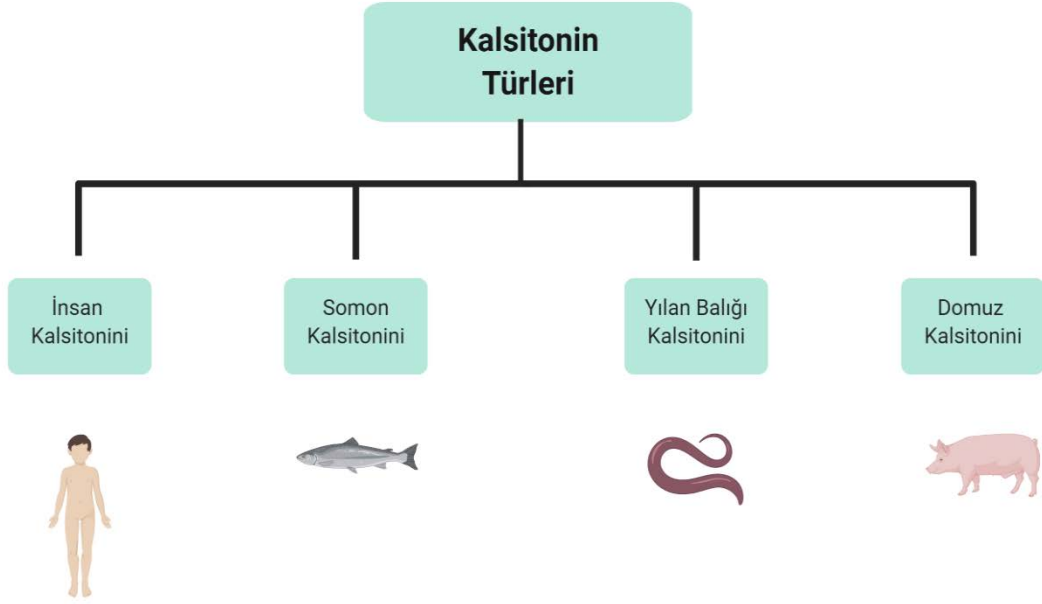 Kalsitonin
Türleri
İnsan
Kalsitonini
Somon
Kalsitonini
Yılan Balığı
Kalsitonini
Domuz
Kalsitonini